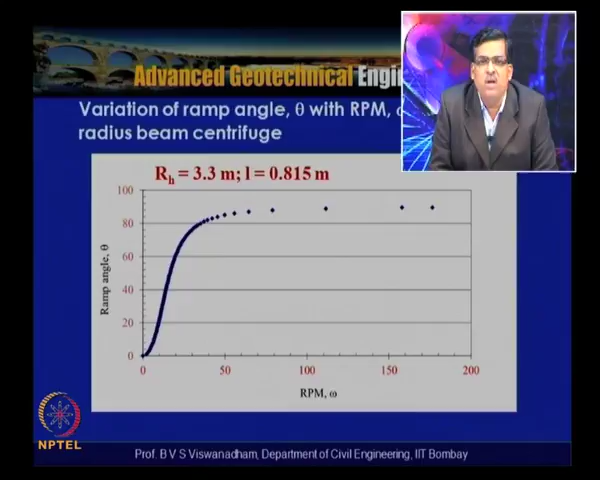 Advanced Geotechnical Engi
Variation of ramp angle, θ with RPM,
radius beam centrifuge
Rh = 3.3 m; l = 0.815 m
100
80
60
40
20
0
Ramp angle, θ
0
50
100
150
200
RPM, ω
NPTEL
Prof. B V S Viswanadham, Department of Civil Engineering, IIT Bombay